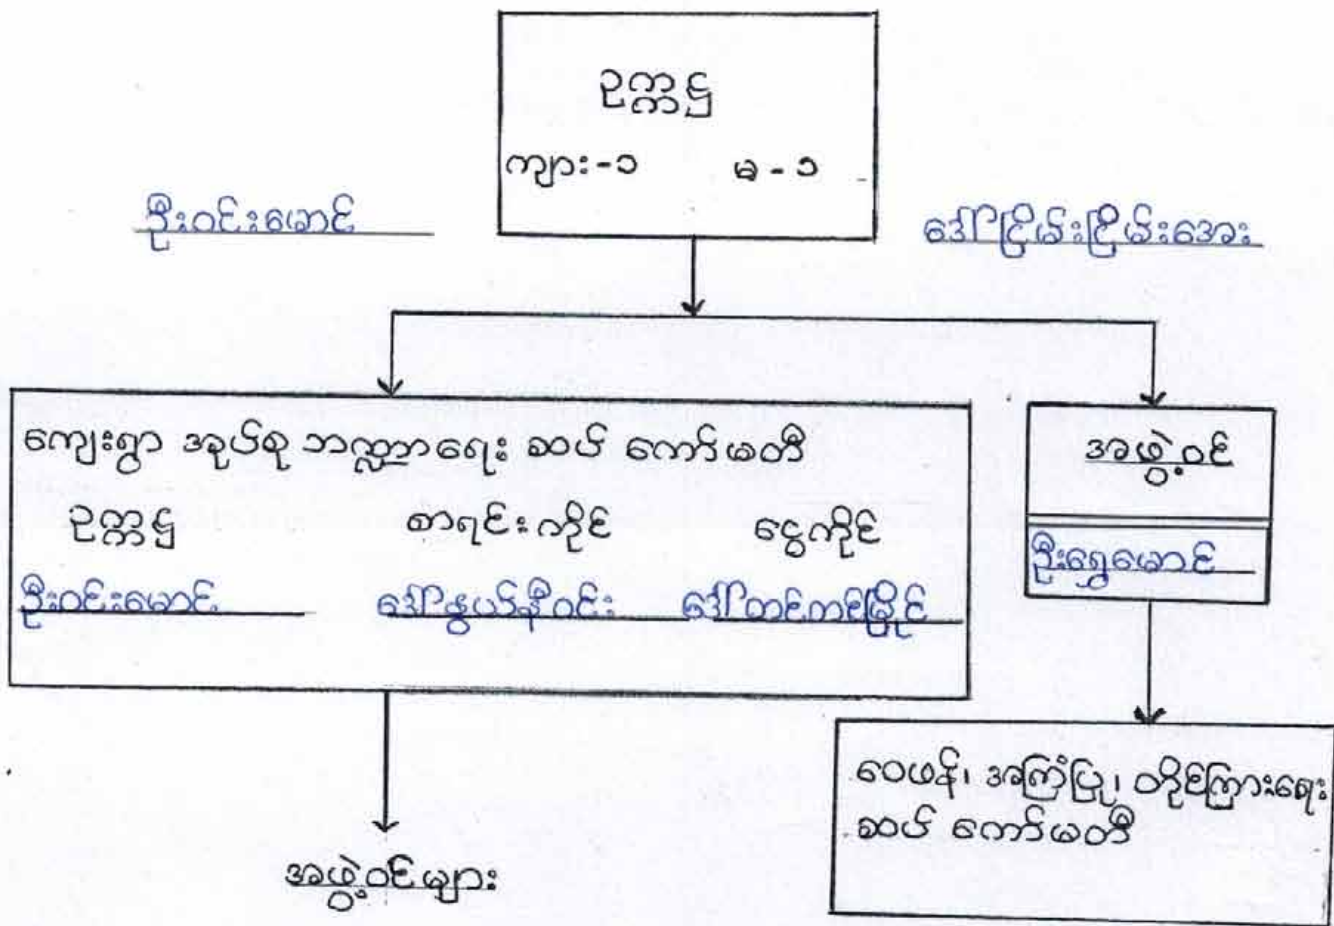 ဥက္ကဋ္ဌ
ကျား-၁ မ-၁
ဦးဝင်းမောင် ဒေါ်ငြိမ်းငြိမ်းအေး
ကျေးရွာ အုပ်စု ဘဏ္ဍာရေး ဆပ် ကော်မတီ
ဥက္ကဋ္ဌ စာရင်းကိုင် ငွေကိုင်
ဦးဝင်းမောင် ဒေါ်နွယ်နီဝင်း ဒေါ်တင်တင်မြိုင်
အဖွဲ့ဝင်
ဦးရွှေမောင်
အဖွဲ့ဝင်များ
ဝေဖန်၊ အကြံပြု၊ တိုင်ကြားရေး
ဆပ် ကော်မတီ